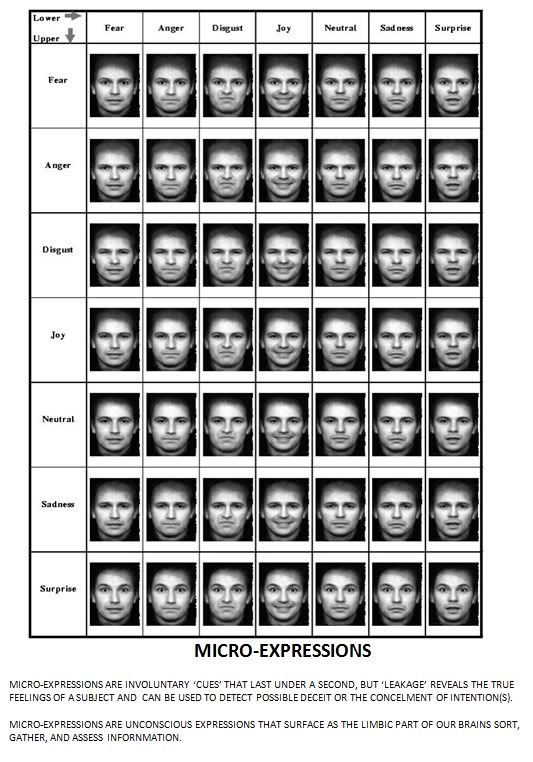 Lower
Upper
Fear Anger Disgust Joy Neutral Sadness Surprise
Fear
Anger
Disgust
Joy
Neutral
Sadness
Surprise
MICRO-EXPRESSIONS
MICRO-EXPRESSIONS ARE INVOLUNTARY ‘CUES’ THAT LAST UNDER A SECOND, BUT ‘LEAKAGE’ REVEALS THE TRUE
FEELINGS OF A SUBJECT AND CAN BE USED TO DETECT POSSIBLE DECEIT OR THE CONCELMENT OF INTENTION(S).
MICRO-EXPRESSIONS ARE UNCONSCIOUS EXPRESSIONS THAT SURFACE AS THE LIMBIC PART OF OUR BRAINS SORT,
GATHER, AND ASSESS INFORNMATION.